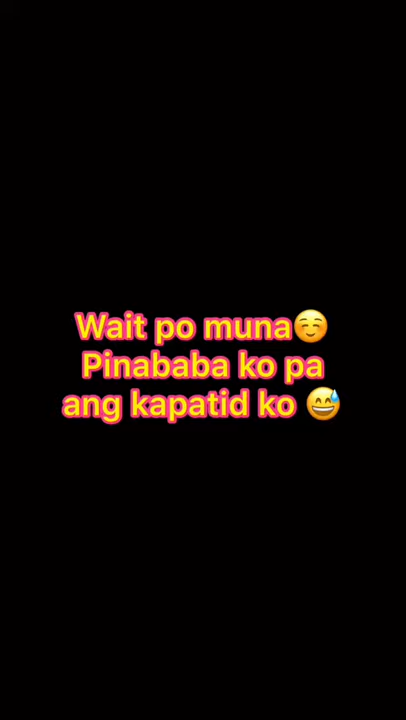 Wait po muna☺️
Pinababa ko pa
ang kapatid ko 😅